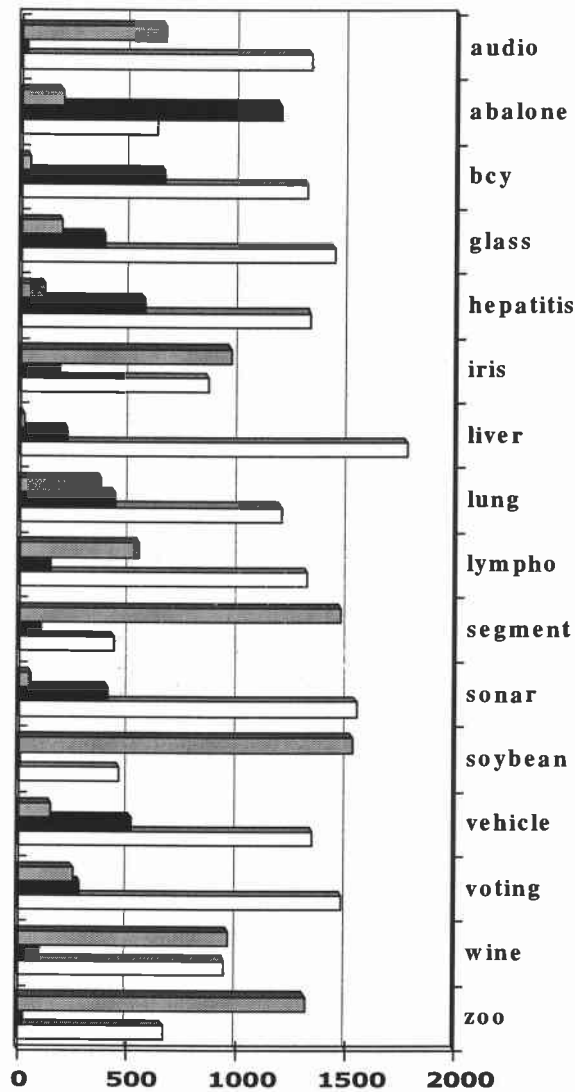 audio
abalone
bcy
glass
hepatitis
iris
liver
lung
lympho
segment
sonar
soybean
vehicle
voting
wine
zoo
0 500 1000 1500 2000